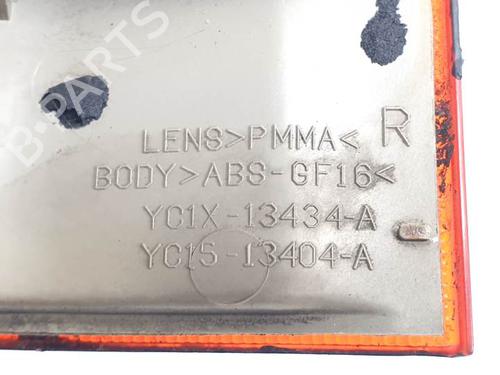 LENS>PMMA< R
BODY>ABS-GF16<
YC1X-13434-A
YC15-13404-A
B-PARTS